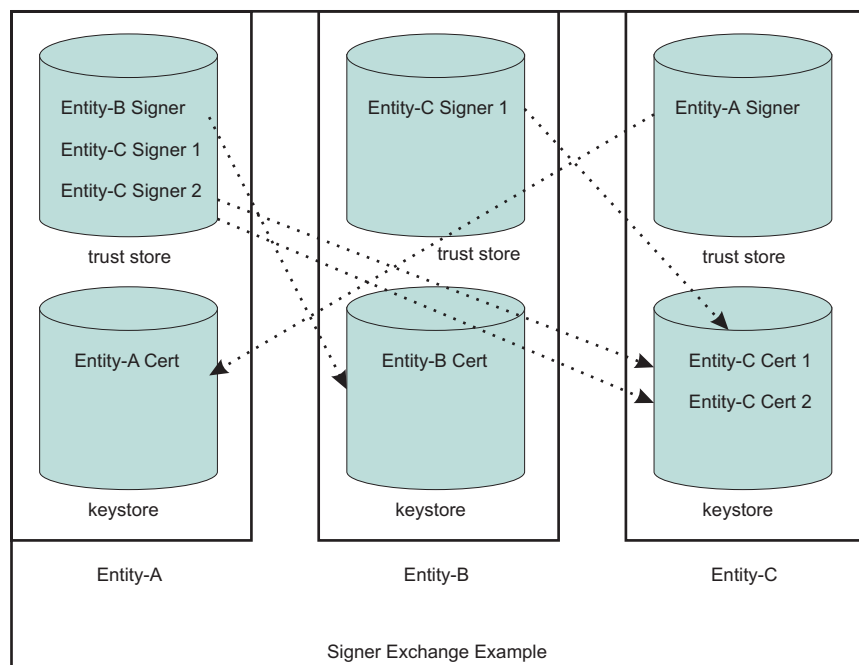 Entity-B Signer
Entity-C Signer 1
Entity-C Signer 2
trust store
Entity-A Cert
keystore
Entity-A
Entity-C Signer 1
trust store
Entity-B Cert
keystore
Entity-B
Entity-A Signer
trust store
Entity-C Cert 1
Entity-C Cert 2
keystore
Entity-C
Signer Exchange Example